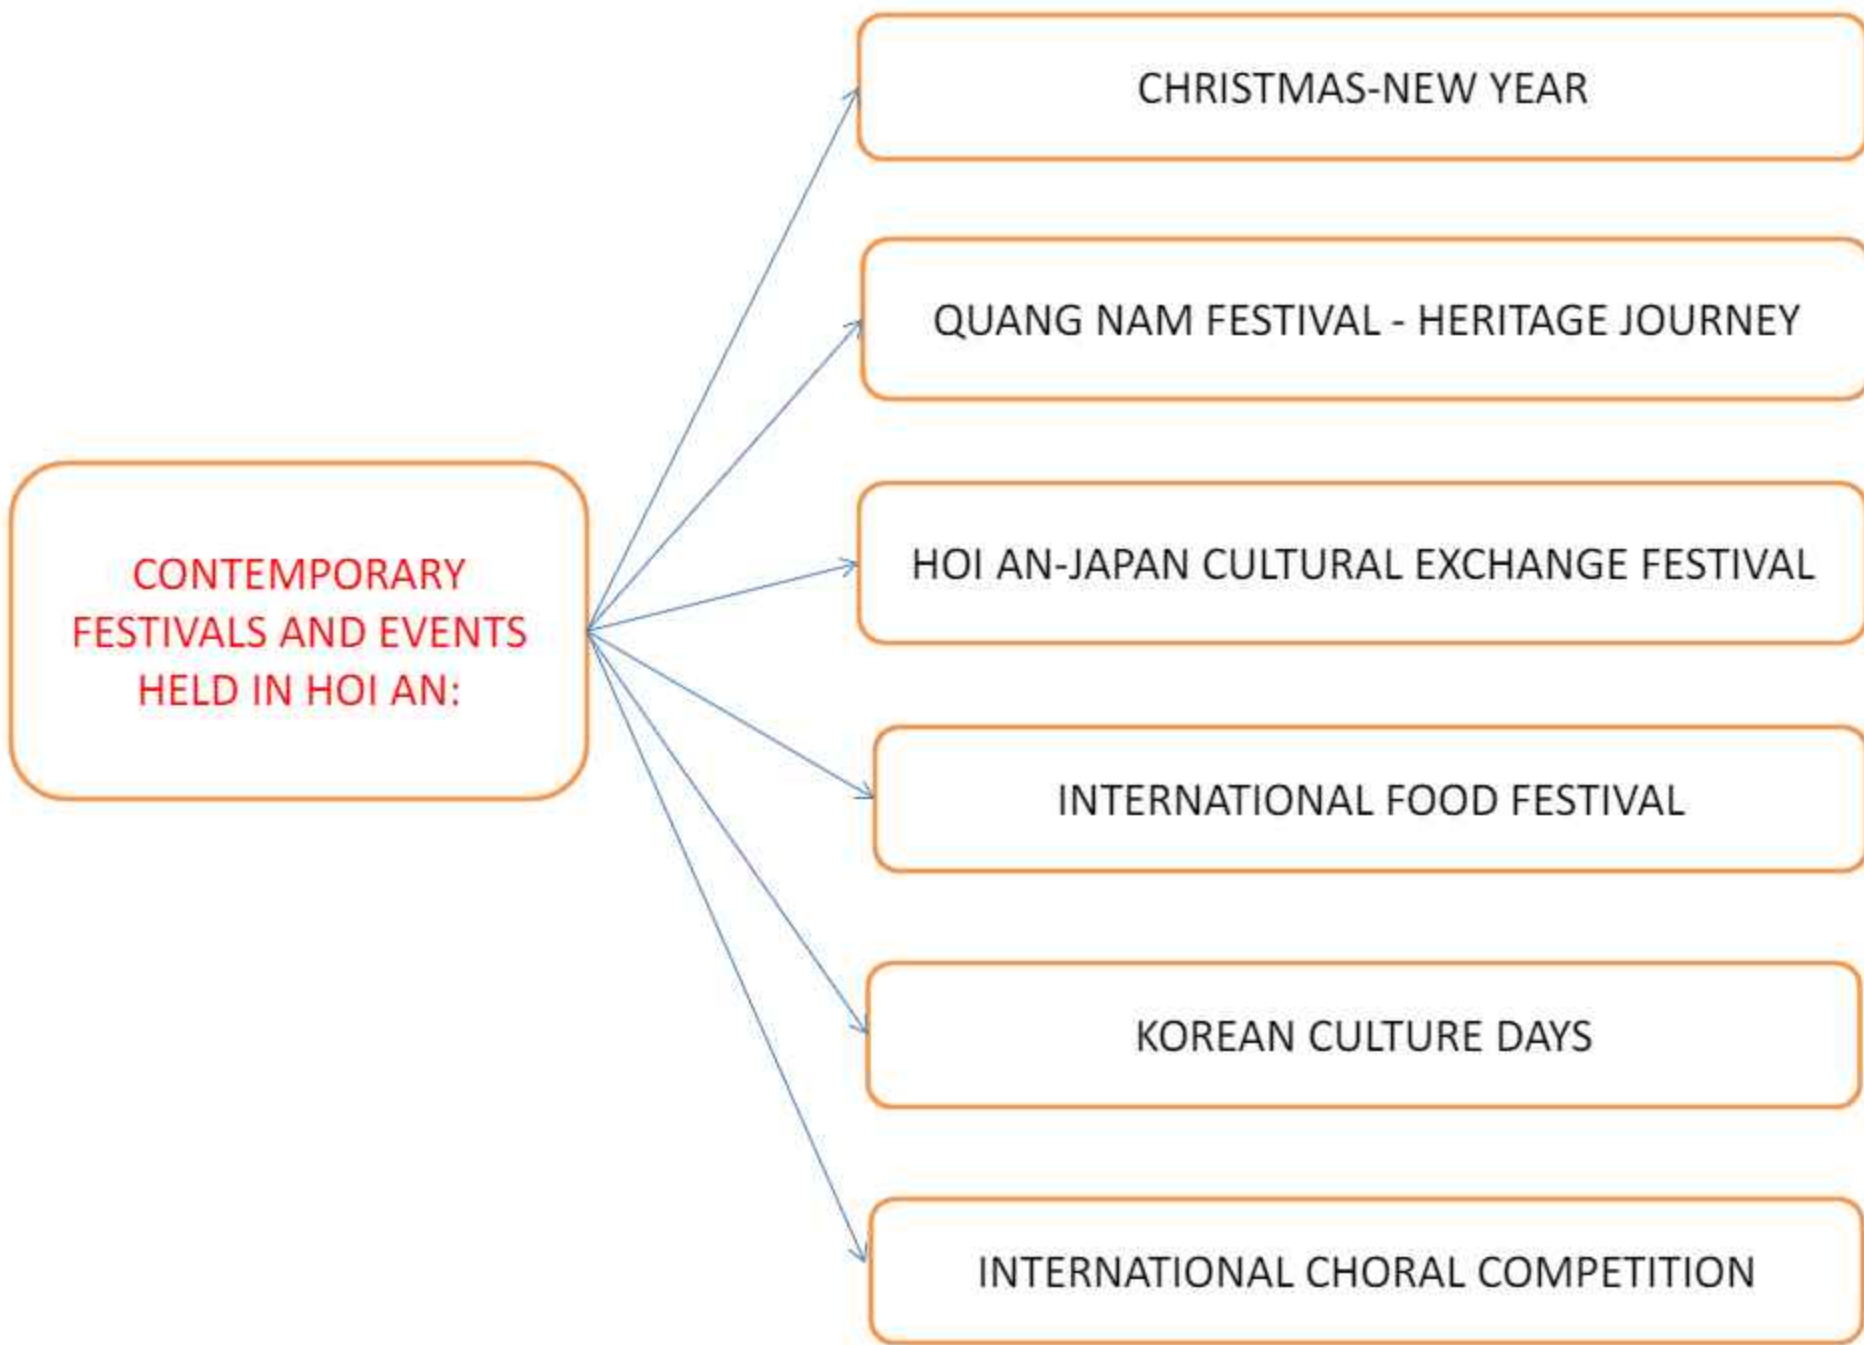 CONTEMPORARY
FESTIVALS AND EVENTS
HELD IN HOI AN:
CHRISTMAS-NEW YEAR
QUANG NAM FESTIVAL - HERITAGE JOURNEY
HOI AN-JAPAN CULTURAL EXCHANGE FESTIVAL
INTERNATIONAL FOOD FESTIVAL
KOREAN CULTURE DAYS
INTERNATIONAL CHORAL COMPETITION